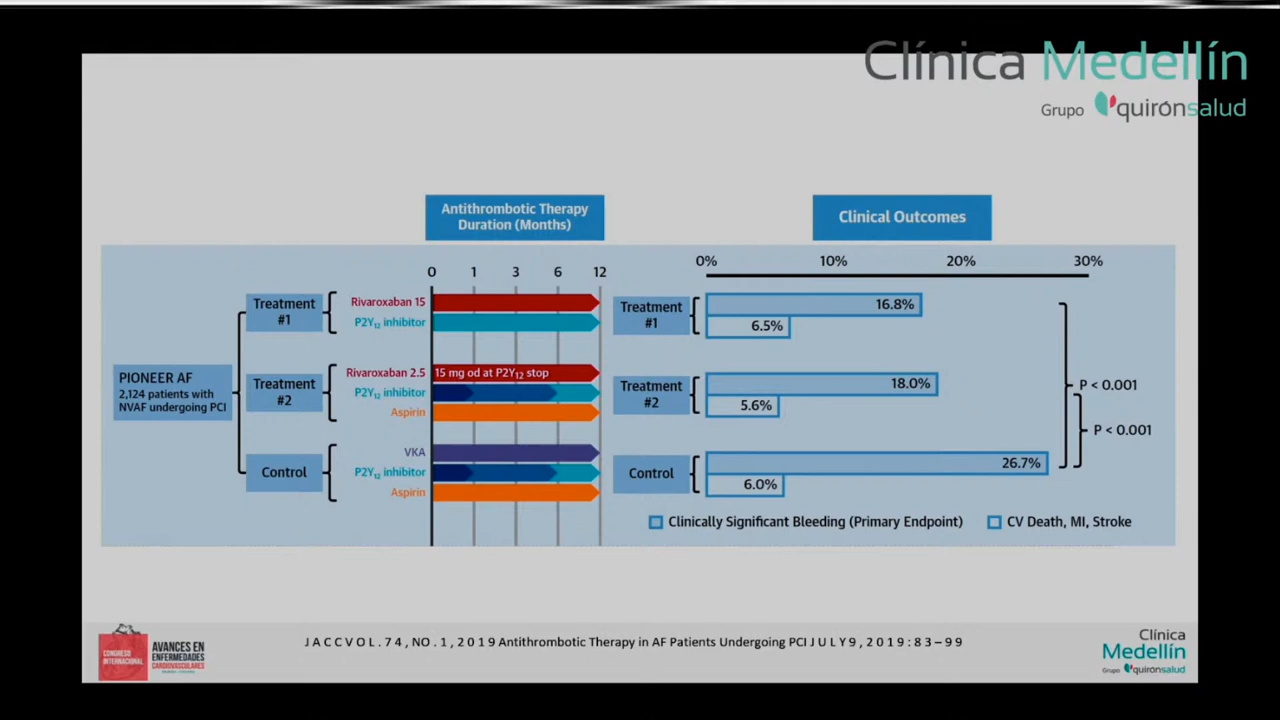 Clínica Medellín
Grupo quirónsalud
Antithrombotic Therapy
Duration (Months)
Clinical Outcomes
0 1 3 6 12
0% 10% 20% 30%
PIONEER AF
2,124 patients with
NVAF undergoing PCI
Treatment
#1
Rivaroxaban 15
P2Y12 inhibitor
Treatment
#1
16.8%
6.5%
Treatment
#2
Rivaroxaban 2.5
15 mg od at P2Y12 stop
P2Y12 inhibitor
Aspirin
Treatment
#2
18.0%
5.6%
Control
VKA
P2Y12 inhibitor
Aspirin
Control
26.7%
6.0%
P < 0.001
P < 0.001
Clinically Significant Bleeding (Primary Endpoint)
CV Death, MI, Stroke
CONGRESO
INTERNACIONAL
AVANCES EN
ENFERMEDADES
CARDIOVASCULARES
J A C C V O L . 7 4 , N O . 1 , 2 0 1 9 Antithrombotic Therapy in AF Patients Undergoing PCI J U L Y 9 , 2 0 1 9 : 8 3 – 9 9
Clínica
Medellín
Grupo quirónsalud